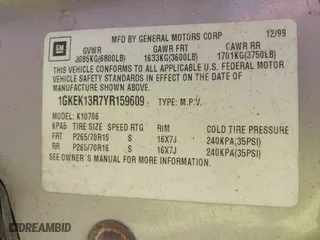 GM
MFD BY GENERAL MOTORS CORP 12/99
GVWR GAWR FRT GAWR RR
3085KG(6800LB) 1633KG(3600LB) 1701KG(3750LB)
THIS VEHICLE CONFORMS TO ALL APPLICABLE U.S. FEDERAL MOTOR
VEHICLE SAFETY STANDARDS IN EFFECT ON THE DATE OF
MANUFACTURE SHOWN ABOVE.
1GKEK13R7YR159609 TYPE: M.P.V.
MODEL: K10706
KPAB TIRE SIZE SPEED RTG RIM COLD TIRE PRESSURE
FRT P265/70R16 S 16X7J 240KPA(35PSI)
RR P265/70R16 S 16X7J 240KPA(35PSI)
SEE OWNER'S MANUAL FOR MORE INFORMATION.
DREAMBID